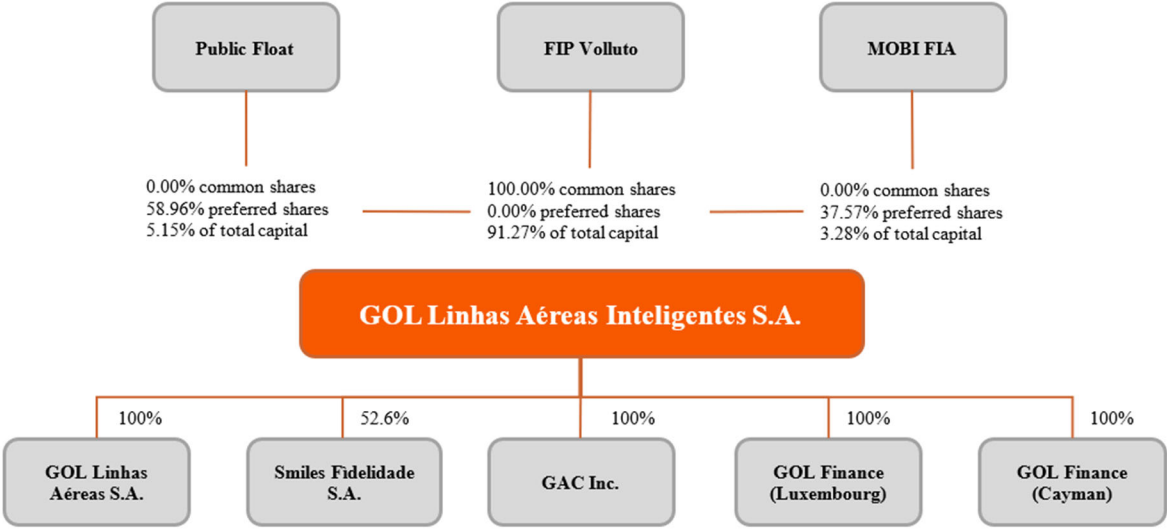 Public Float
FIP Volluto
MOBI FIA
0.00% common shares
58.96% preferred shares
5.15% of total capital
100.00% common shares
0.00% preferred shares
91.27% of total capital
0.00% common shares
37.57% preferred shares
3.28% of total capital
GOL Linhas Aéreas Inteligentes S.A.
100%
52.6%
100%
100%
100%
GOL Linhas
Aéreas S.A.
Smiles Fidelidade
S.A.
GAC Inc.
GOL Finance
(Luxembourg)
GOL Finance
(Cayman)